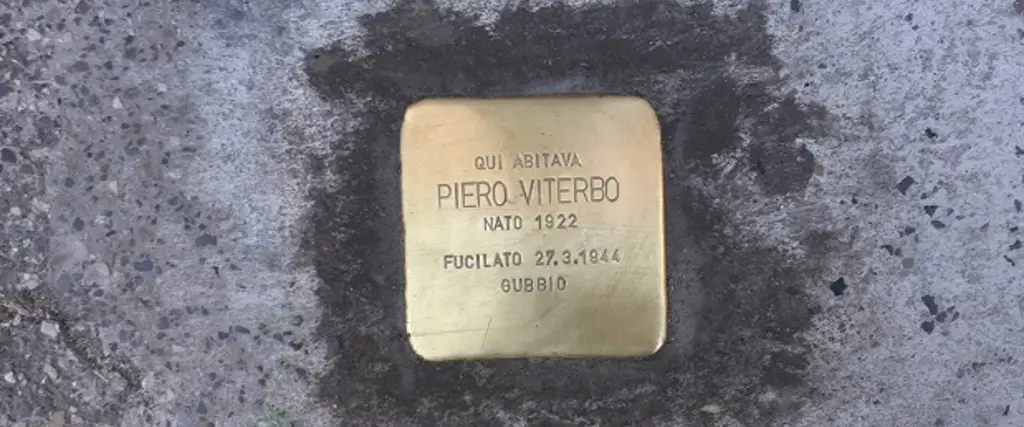 QUI ABITAVA
PIERO VITERBO
NATO 1922
FUCILATO 27.3.1944
GUBBIO